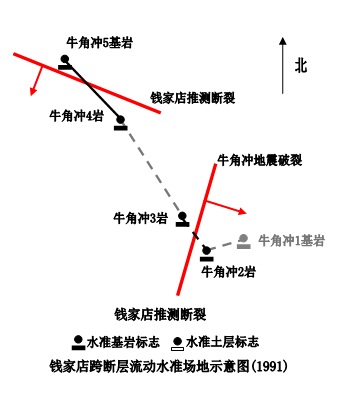 牛角冲5基岩
北
钱家店推测断裂
牛角冲4岩
牛角冲地震破裂
牛角冲3岩
牛角冲1基岩
牛角冲2岩
钱家店推测断裂
水准基岩标志 水准土层标志
钱家店跨断层流动水准场地示意图(1991)